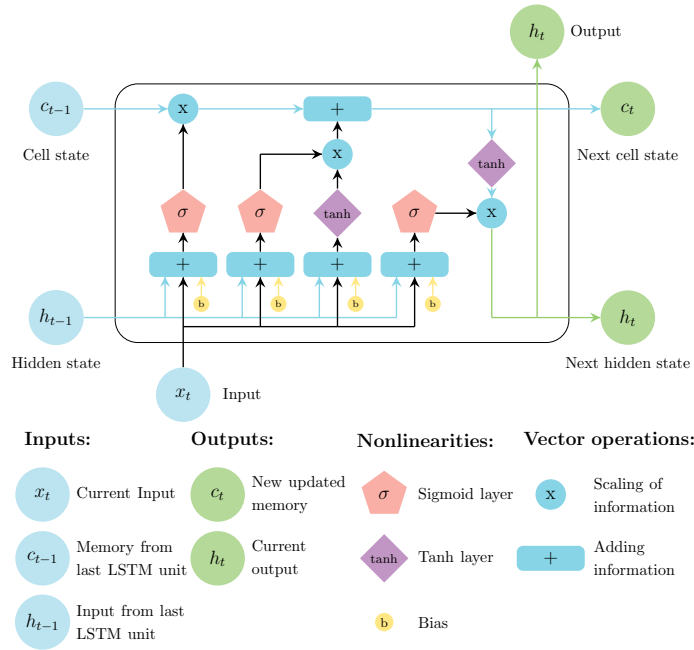 h_t Output
c_{t−1} x + c_t
Cell state Next cell state
x tanh
σ σ tanh σ x
+ + + +
h_{t−1} b b b b h_t
Hidden state Next hidden state
x_t Input
Inputs: Outputs: Nonlinearities: Vector operations:
x_t Current Input
c_t New updated
memory
σ Sigmoid layer
x Scaling of
information
c_{t−1} Memory from
last LSTM unit
h_t Current
output
tanh Tanh layer
+ Adding
information
h_{t−1} Input from last
LSTM unit
b Bias